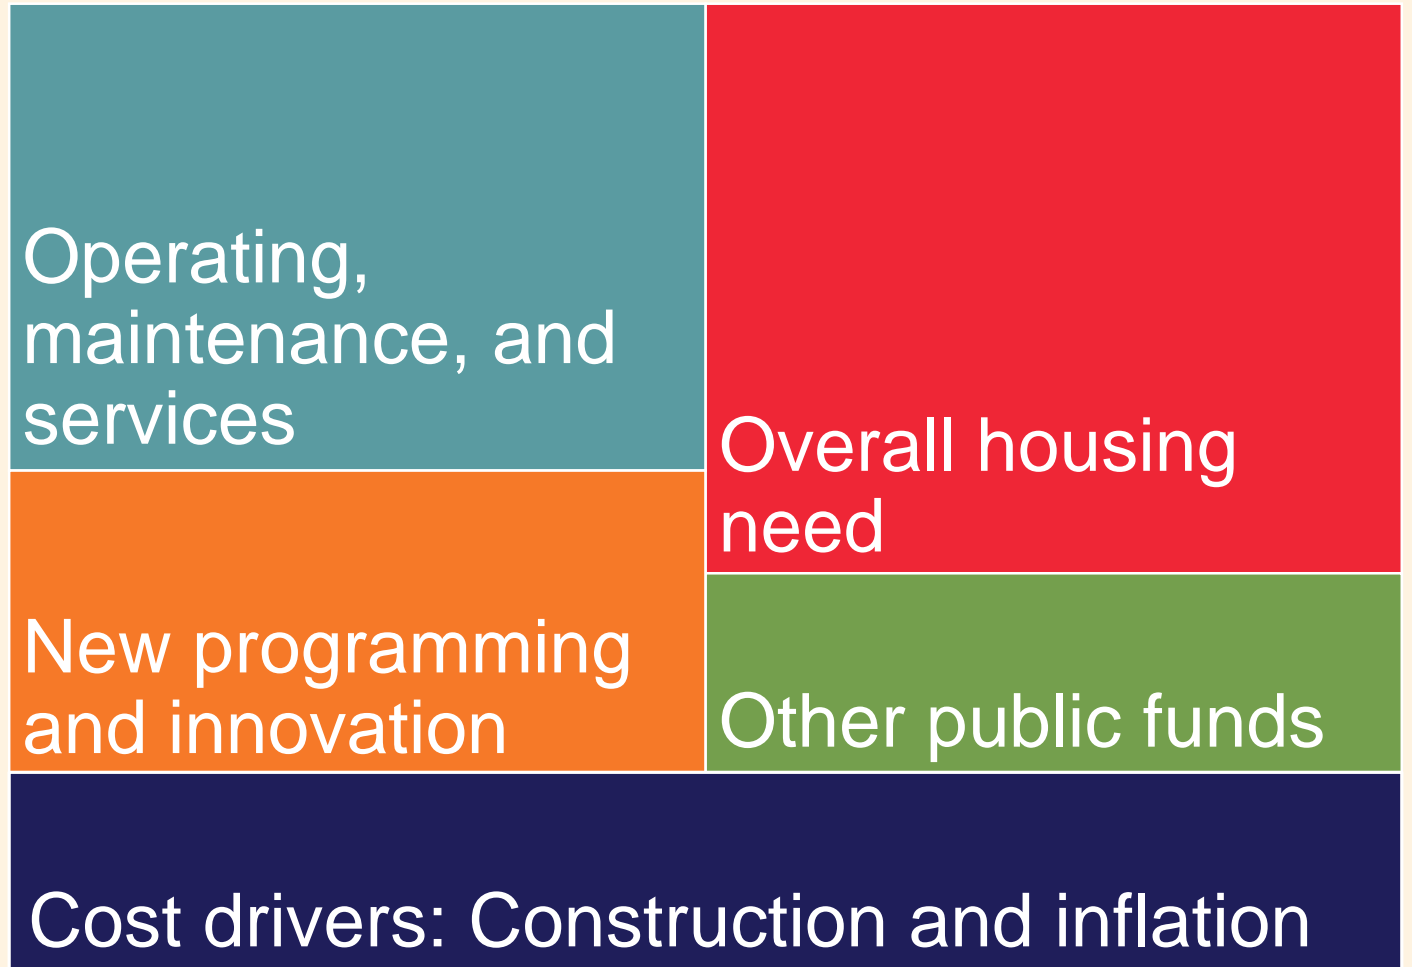 Operating,
maintenance, and
services
Overall housing
need
New programming
and innovation
Other public funds
Cost drivers: Construction and inflation